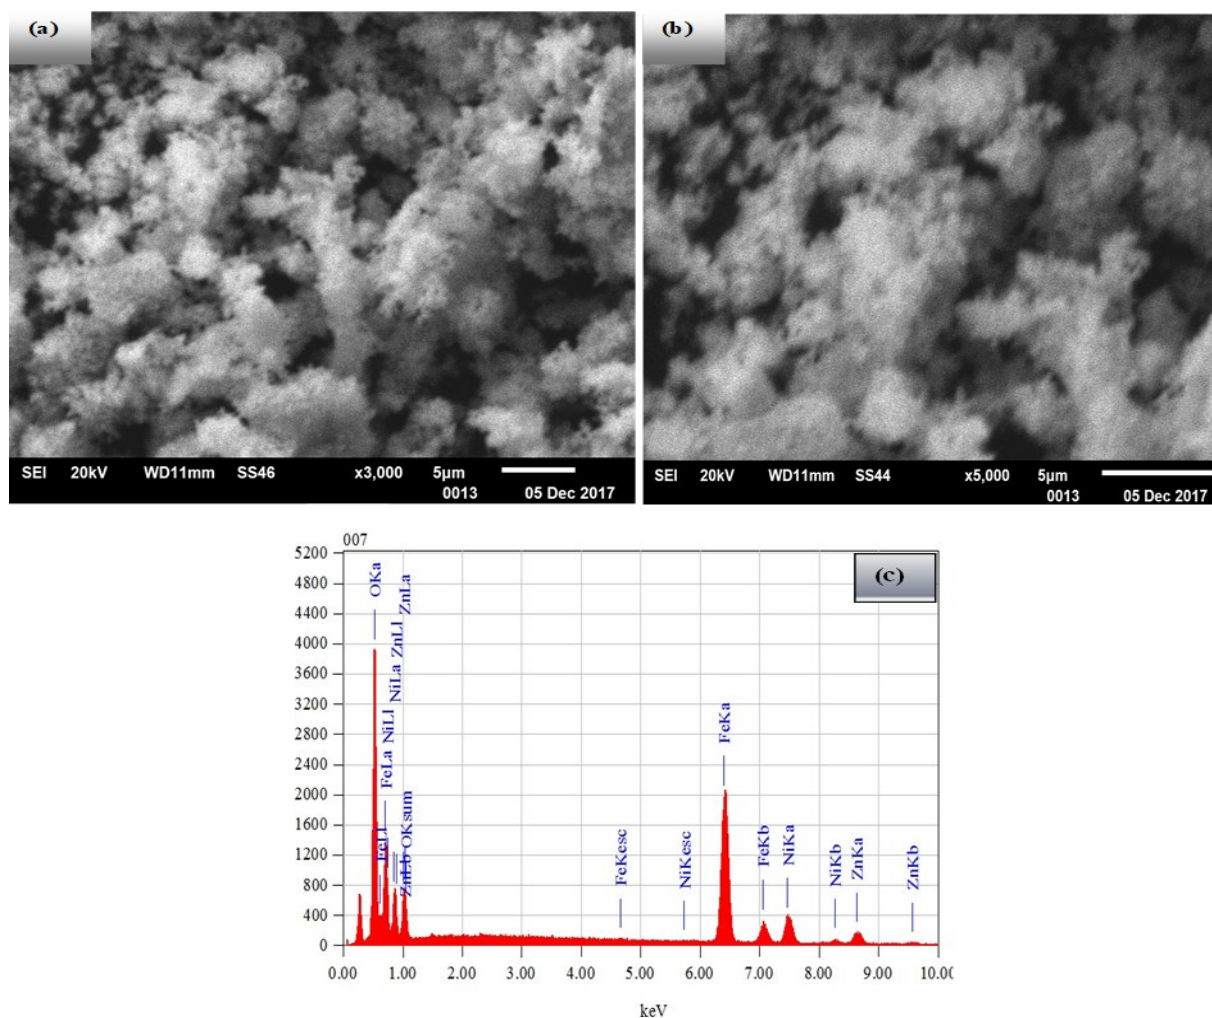 (a)
SEI 20kV WD11mm SS46 x3,000 5µm
0013 05 Dec 2017
(b)
SEI 20kV WD11mm SS44 x5,000 5µm
0013 05 Dec 2017
007
(c)
5200
4800
4400
4000
3600
3200
2800
2400
2000
1600
1200
800
400
0
OKa
FeLl
FeLa NiLl
NiLa ZnLl
ZnLa
ZnLb OKsum
FeKesc
NiKesc
FeKa
FeKb
NiKa
NiKb
ZnKa
ZnKb
0.00 1.00 2.00 3.00 4.00 5.00 6.00 7.00 8.00 9.00 10.00
keV